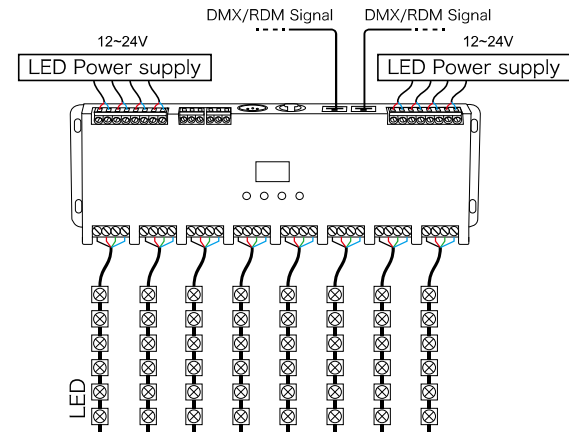 DMX/RDM Signal
DMX/RDM Signal
12~24V
12~24V
LED Power supply
LED Power supply
LED